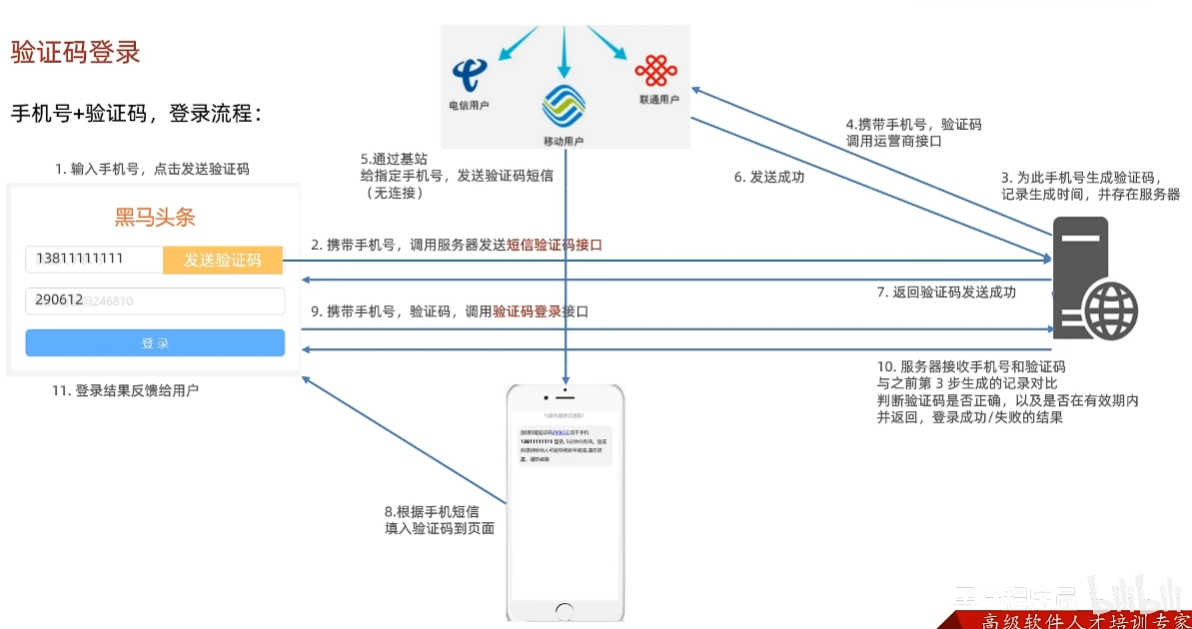 验证码登录
手机号+验证码，登录流程：
电信用户
移动用户
联通用户
1. 输入手机号，点击发送验证码
黑马头条
13811111111
发送验证码
290612
码246810
登录
11. 登录结果反馈给用户
5.通过基站
给指定手机号，发送验证码短信
（无连接）
4.携带手机号，验证码
调用运营商接口
6. 发送成功
3. 为此手机号生成验证码，
记录生成时间，并存在服务器
2. 携带手机号，调用服务器发送短信验证码接口
7. 返回验证码发送成功
9. 携带手机号，验证码，调用验证码登录接口
10. 服务器接收手机号和验证码
与之前第 3 步生成的记录对比
判断验证码是否正确，以及是否在有效期内
并返回，登录成功/失败的结果
8.根据手机短信
填入验证码到页面
bilibili
高级软件人才培训专家